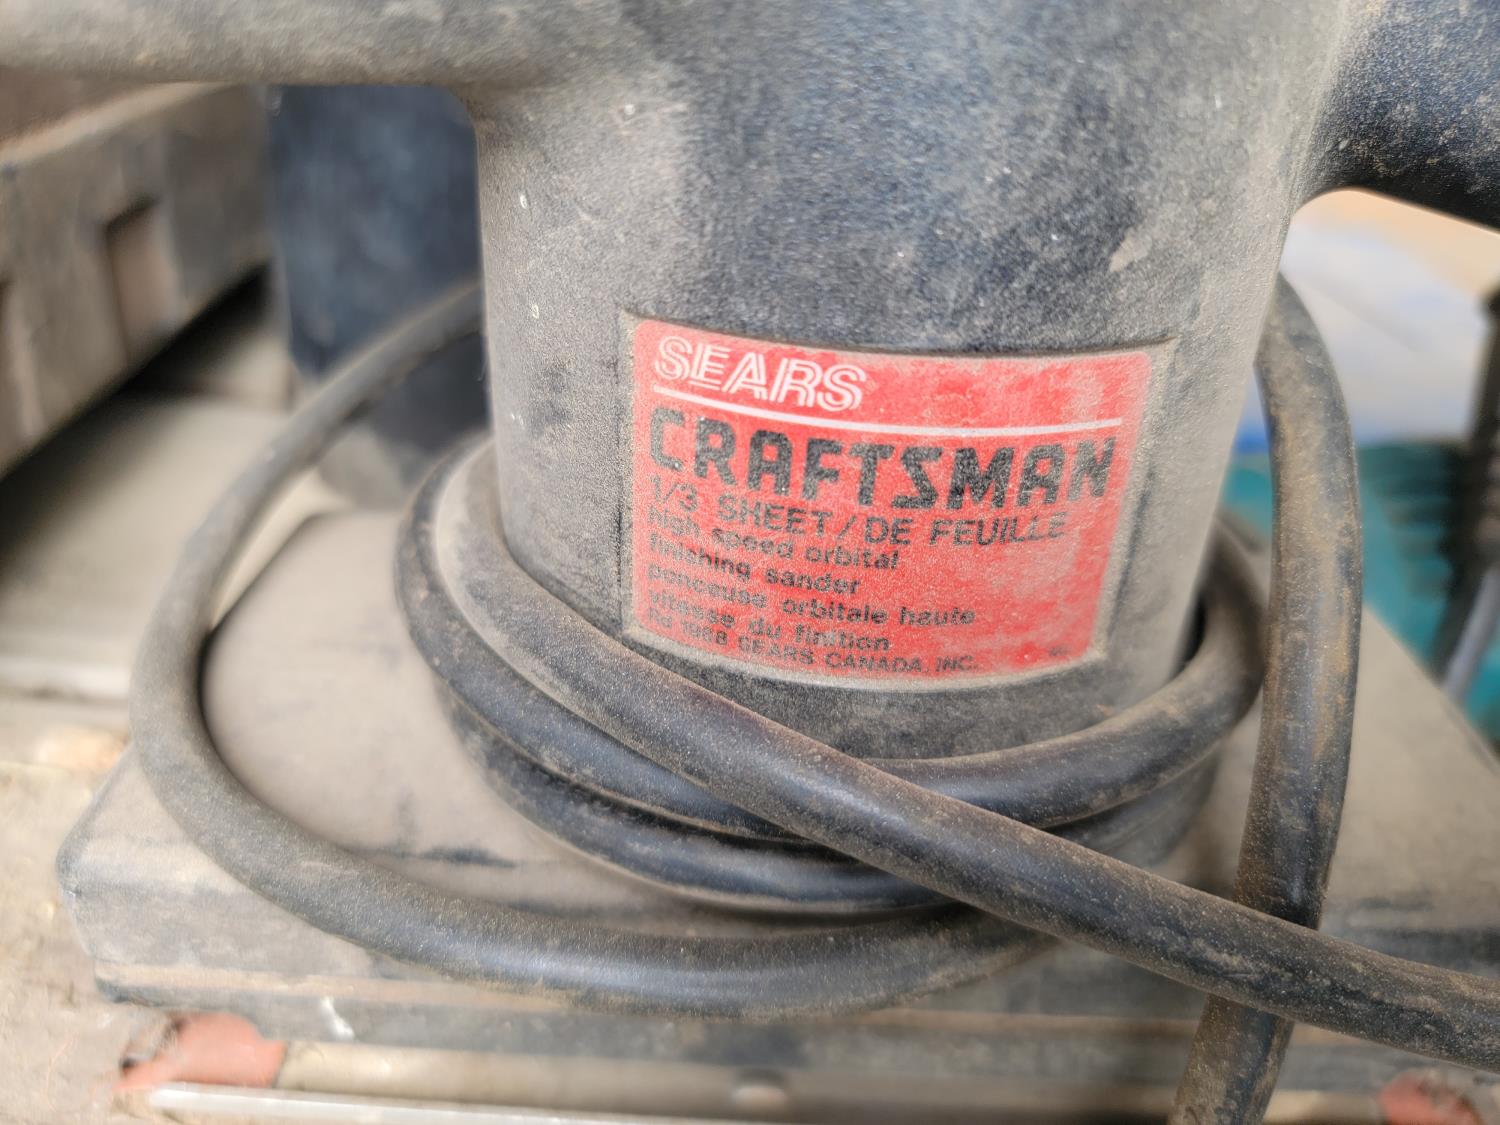 SEARS
CRAFTSMAN
1/3 SHEET/DE FEUILLE
high speed orbital
finishing sander
ponceuse orbitale haute
vitesse du finition
1988 SEARS CANADA, INC.